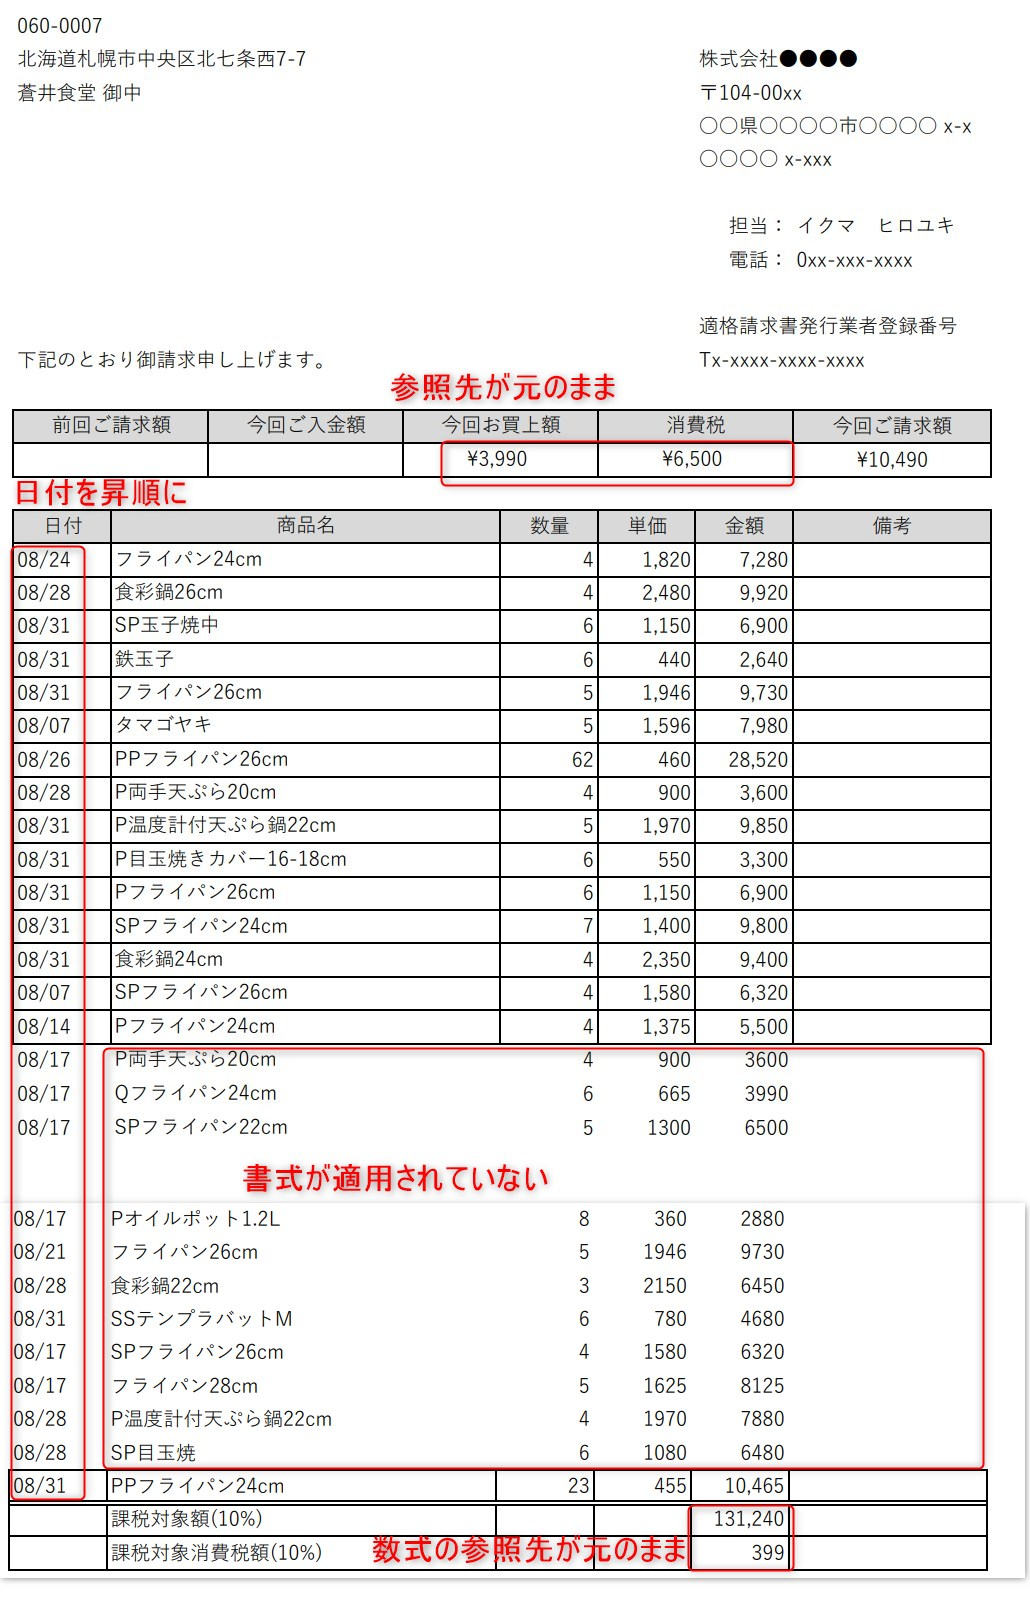 060-0007
北海道札幌市中央区北七条西7-7
蒼井食堂 御中
株式会社●●●●
〒104-00xx
〇〇県〇〇〇〇市〇〇〇〇 x-x
〇〇〇〇 x-xxx
担当： イクマ　ヒロユキ
電話： 0xx-xxx-xxxx
適格請求書発行業者登録番号
下記のとおり御請求申し上げます。 Tx-xxxx-xxxx-xxxx
参照先が元のまま
前回ご請求額 今回ご入金額 今回お買上額 消費税 今回ご請求額
¥3,990 ¥6,500 ¥10,490
日付を昇順に
日付 商品名 数量 単価 金額 備考
08/24 フライパン24cm 4 1,820 7,280
08/28 食彩鍋26cm 4 2,480 9,920
08/31 SP玉子焼中 6 1,150 6,900
08/31 鉄玉子 6 440 2,640
08/31 フライパン26cm 5 1,946 9,730
08/07 タマゴヤキ 5 1,596 7,980
08/26 PPフライパン26cm 62 460 28,520
08/28 P両手天ぷら20cm 4 900 3,600
08/31 P温度計付天ぷら鍋22cm 5 1,970 9,850
08/31 P目玉焼きカバー16-18cm 6 550 3,300
08/31 Pフライパン26cm 6 1,150 6,900
08/31 SPフライパン24cm 7 1,400 9,800
08/31 食彩鍋24cm 4 2,350 9,400
08/07 SPフライパン26cm 4 1,580 6,320
08/14 Pフライパン24cm 4 1,375 5,500
08/17 P両手天ぷら20cm 4 900 3600
08/17 Qフライパン24cm 6 665 3990
08/17 SPフライパン22cm 5 1300 6500
書式が適用されていない
08/17 Pオイルポット1.2L 8 360 2880
08/21 フライパン26cm 5 1946 9730
08/28 食彩鍋22cm 3 2150 6450
08/31 SSテンプラバットM 6 780 4680
08/17 SPフライパン26cm 4 1580 6320
08/17 フライパン28cm 5 1625 8125
08/28 P温度計付天ぷら鍋22cm 4 1970 7880
08/28 SP目玉焼 6 1080 6480
08/31 PPフライパン24cm 23 455 10,465
課税対象額(10%) 131,240
課税対象消費税額(10%) 399
数式の参照先が元のまま